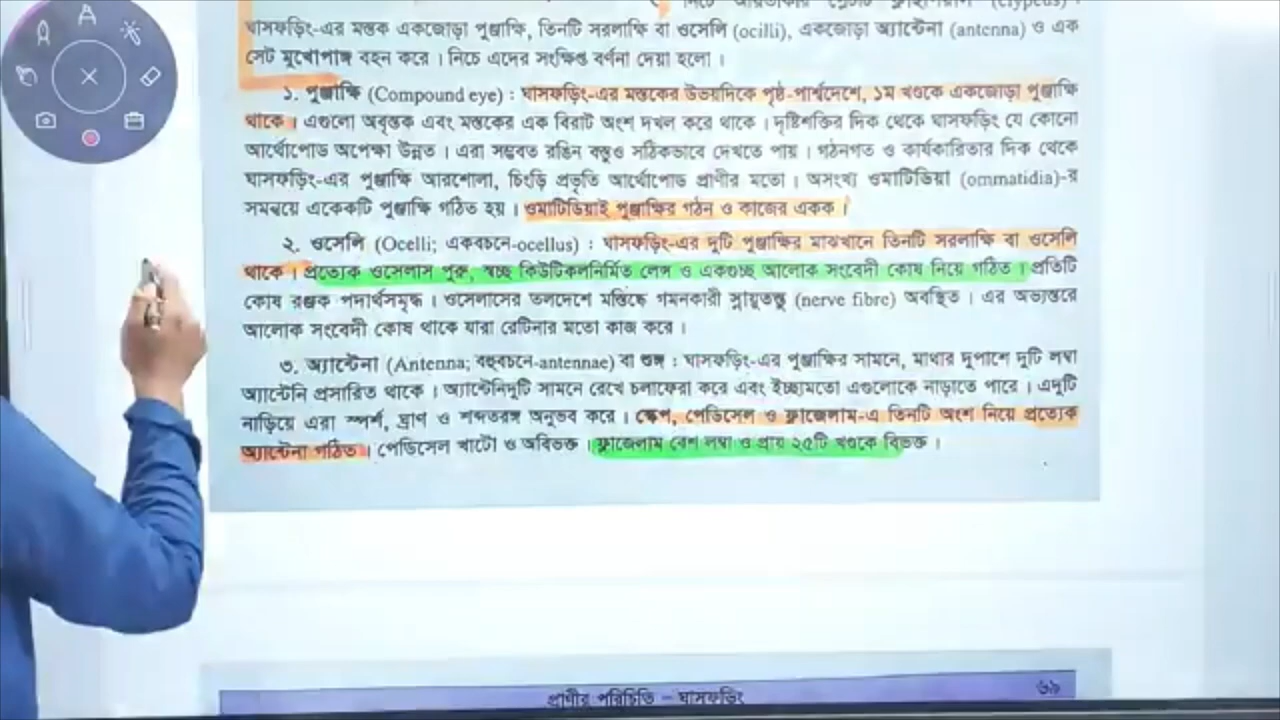 ঘাসফড়িং-এর মস্তক একজোড়া পুঞ্জাক্ষি, তিনটি সরলাক্ষি বা ওসেলি (ocilli), একজোড়া অ্যান্টেনা (antenna) ও এক
সেট মুখোপাঙ্গ বহন করে। নিচে এদের সংক্ষিপ্ত বর্ণনা দেয়া হলো।
১. পুঞ্জাক্ষি (Compound eye) : ঘাসফড়িং-এর মস্তকের উভয়দিকে পৃষ্ঠ-পার্শ্বদেশে, ১ম খণ্ডকে একজোড়া পুঞ্জাক্ষি
থাকে। এগুলো অবৃন্তক এবং মস্তকের এক বিরাট অংশ দখল করে থাকে। দৃষ্টিশক্তির দিক থেকে ঘাসফড়িং যে কোনো
আর্থ্রোপোড অপেক্ষা উন্নত। এরা সম্ভবত রঙিন বস্তুও সঠিকভাবে দেখতে পায়। গঠনগত ও কার্যকারিতার দিক থেকে
ঘাসফড়িং-এর পুঞ্জাক্ষি আরশোলা, চিংড়ি প্রভৃতি আর্থ্রোপোড প্রাণীর মতো। অসংখ্য ওমাটিডিয়া (ommatidia)-র
সমন্বয়ে একেকটি পুঞ্জাক্ষি গঠিত হয়। ওমাটিডিয়াই পুঞ্জাক্ষির গঠন ও কাজের একক।
২. ওসেলি (Ocelli; একবচনে-ocellus) : ঘাসফড়িং-এর দুটি পুঞ্জাক্ষির মাঝখানে তিনটি সরলাক্ষি বা ওসেলি
থাকে। প্রত্যেক ওসেলাস পুরু, স্বচ্ছ কিউটিকলনির্মিত লেন্স ও একগুচ্ছ আলোক সংবেদী কোষ নিয়ে গঠিত। প্রতিটি
কোষ রঞ্জক পদার্থসমৃদ্ধ। ওসেলাসের তলদেশে মস্তিষ্কে গমনকারী স্নায়ুতন্তু (nerve fibre) অবস্থিত। এর অভ্যন্তরে
আলোক সংবেদী কোষ থাকে যারা রেটিনার মতো কাজ করে।
৩. অ্যান্টেনা (Antenna; বহুবচনে-antennae) বা শুঙ্গ : ঘাসফড়িং-এর পুঞ্জাক্ষির সামনে, মাথার দুপাশে দুটি লম্বা
অ্যান্টেনি প্রসারিত থাকে। অ্যান্টেনিদুটি সামনে রেখে চলাফেরা করে এবং ইচ্ছামতো এগুলোকে নাড়াতে পারে। এদুটি
নাড়িয়ে এরা স্পর্শ, ঘ্রাণ ও শব্দতরঙ্গ অনুভব করে। স্কেপ, পেডিসেল ও ফ্লাজেলাম-এ তিনটি অংশ নিয়ে প্রত্যেক
অ্যান্টেনা গঠিত। পেডিসেল খাটো ও অবিভক্ত। ফ্লাজেলাম বেশ লম্বা ও প্রায় ২৫টি খণ্ডকে বিভক্ত।
প্রাণীর পরিচিতি – ঘাসফড়িং ৬৯